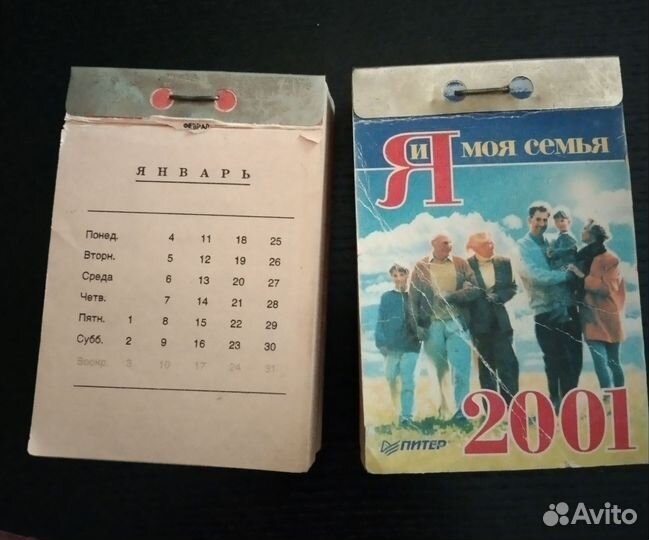 ФЕВРАЛ
ЯНВАРЬ
Понед. 4 11 18 25
Вторн. 5 12 19 26
Среда 6 13 20 27
Четв. 7 14 21 28
Пятн. 1 8 15 22 29
Субб. 2 9 16 23 30
Воскр. 3 10 17 24 31
Я и моя семья
2001
ПИТЕР
Avito